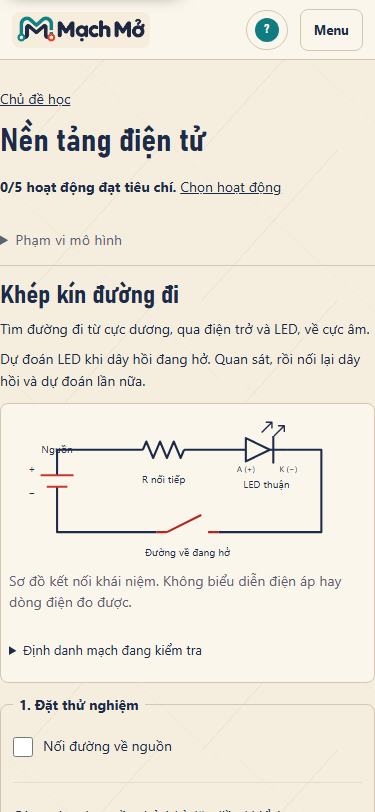 Mạch Mở
?
Menu
Chủ đề học
Nền tảng điện tử
0/5 hoạt động đạt tiêu chí. Chọn hoạt động
Phạm vi mô hình
Khép kín đường đi
Tìm đường đi từ cực dương, qua điện trở và LED, về cực âm.
Dự đoán LED khi dây hồi đang hở. Quan sát, rồi nối lại dây
hồi và dự đoán lần nữa.
Nguồn
+
−
R nối tiếp
A (+)
K (−)
LED thuận
Đường về đang hở
Sơ đồ kết nối khái niệm. Không biểu diễn điện áp hay
dòng điện đo được.
Định danh mạch đang kiểm tra
1. Đặt thử nghiệm
Nối đường về nguồn